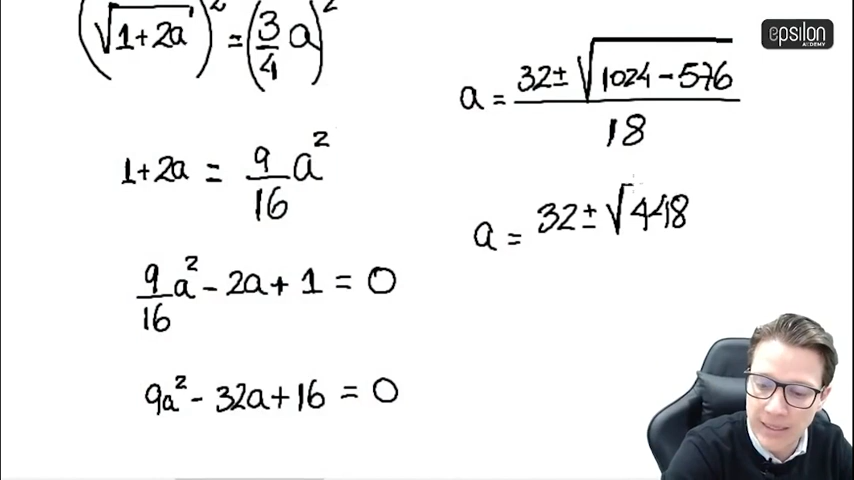 (√(1+2a))² = (3/4 a)²
1+2a = 9/16 a²
9/16 a² - 2a + 1 = 0
9a² - 32a + 16 = 0
a = (32 ± √(1024 - 576))/18
a = 32 ± √448
epsilon
ACADEMY